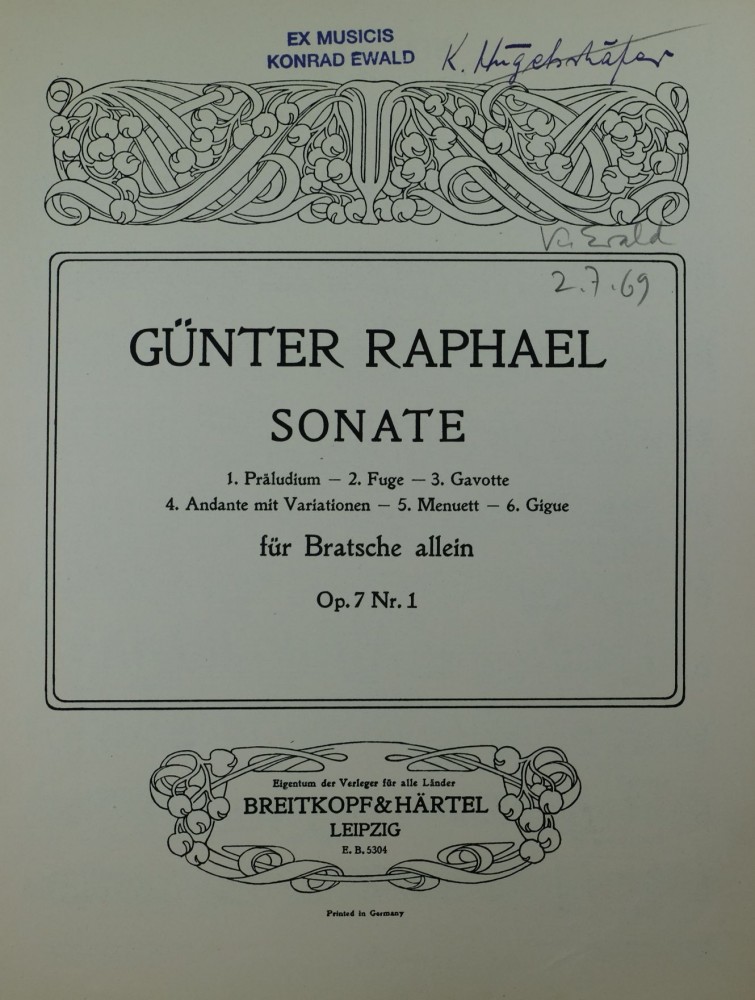 EX MUSICIS
KONRAD EWALD
K.
K. Ewald
2.7.69
GÜNTER RAPHAEL
SONATE
1. Präludium — 2. Fuge — 3. Gavotte
4. Andante mit Variationen — 5. Menuett — 6. Gigue
für Bratsche allein
Op. 7 Nr. 1
Eigentum der Verleger für alle Länder
BREITKOPF & HÄRTEL
LEIPZIG
E. B. 5304
Printed in Germany